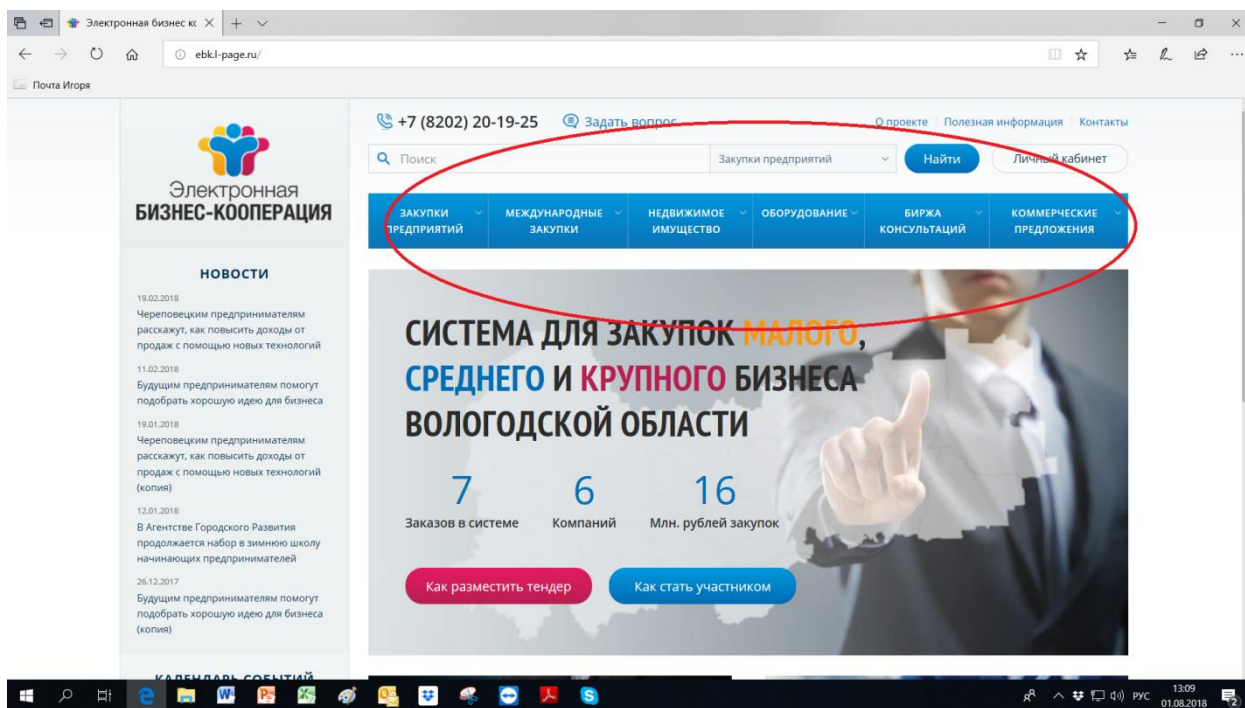 Электронная бизнес кс
ebk.l-page.ru/
Почта Игоря
+7 (8202) 20-19-25 Задать вопрос
О проекте Полезная информация Контакты
Поиск Закупки предприятий Найти Личный кабинет
Электронная
БИЗНЕС-КООПЕРАЦИЯ
ЗАКУПКИ
ПРЕДПРИЯТИЙ
МЕЖДУНАРОДНЫЕ
ЗАКУПКИ
НЕДВИЖИМОЕ
ИМУЩЕСТВО
ОБОРУДОВАНИЕ
БИРЖА
КОНСУЛЬТАЦИЙ
КОММЕРЧЕСКИЕ
ПРЕДЛОЖЕНИЯ
НОВОСТИ
19.02.2018
Череповецким предпринимателям
расскажут, как повысить доходы от
продаж с помощью новых технологий
11.02.2018
Будущим предпринимателям помогут
подобрать хорошую идею для бизнеса
19.01.2018
Череповецким предпринимателям
расскажут, как повысить доходы от
продаж с помощью новых технологий
(копия)
12.01.2018
В Агентстве Городского Развития
продолжается набор в зимнюю школу
начинающих предпринимателей
26.12.2017
Будущим предпринимателям помогут
подобрать хорошую идею для бизнеса
(копия)
КАЛЕНДАРЬ СОБЫТИЙ
СИСТЕМА ДЛЯ ЗАКУПОК МАЛОГО,
СРЕДНЕГО И КРУПНОГО БИЗНЕСА
ВОЛОГОДСКОЙ ОБЛАСТИ
7 6 16
Заказов в системе Компаний Млн. рублей закупок
Как разместить тендер Как стать участником
РУС
13:09
01.08.2018